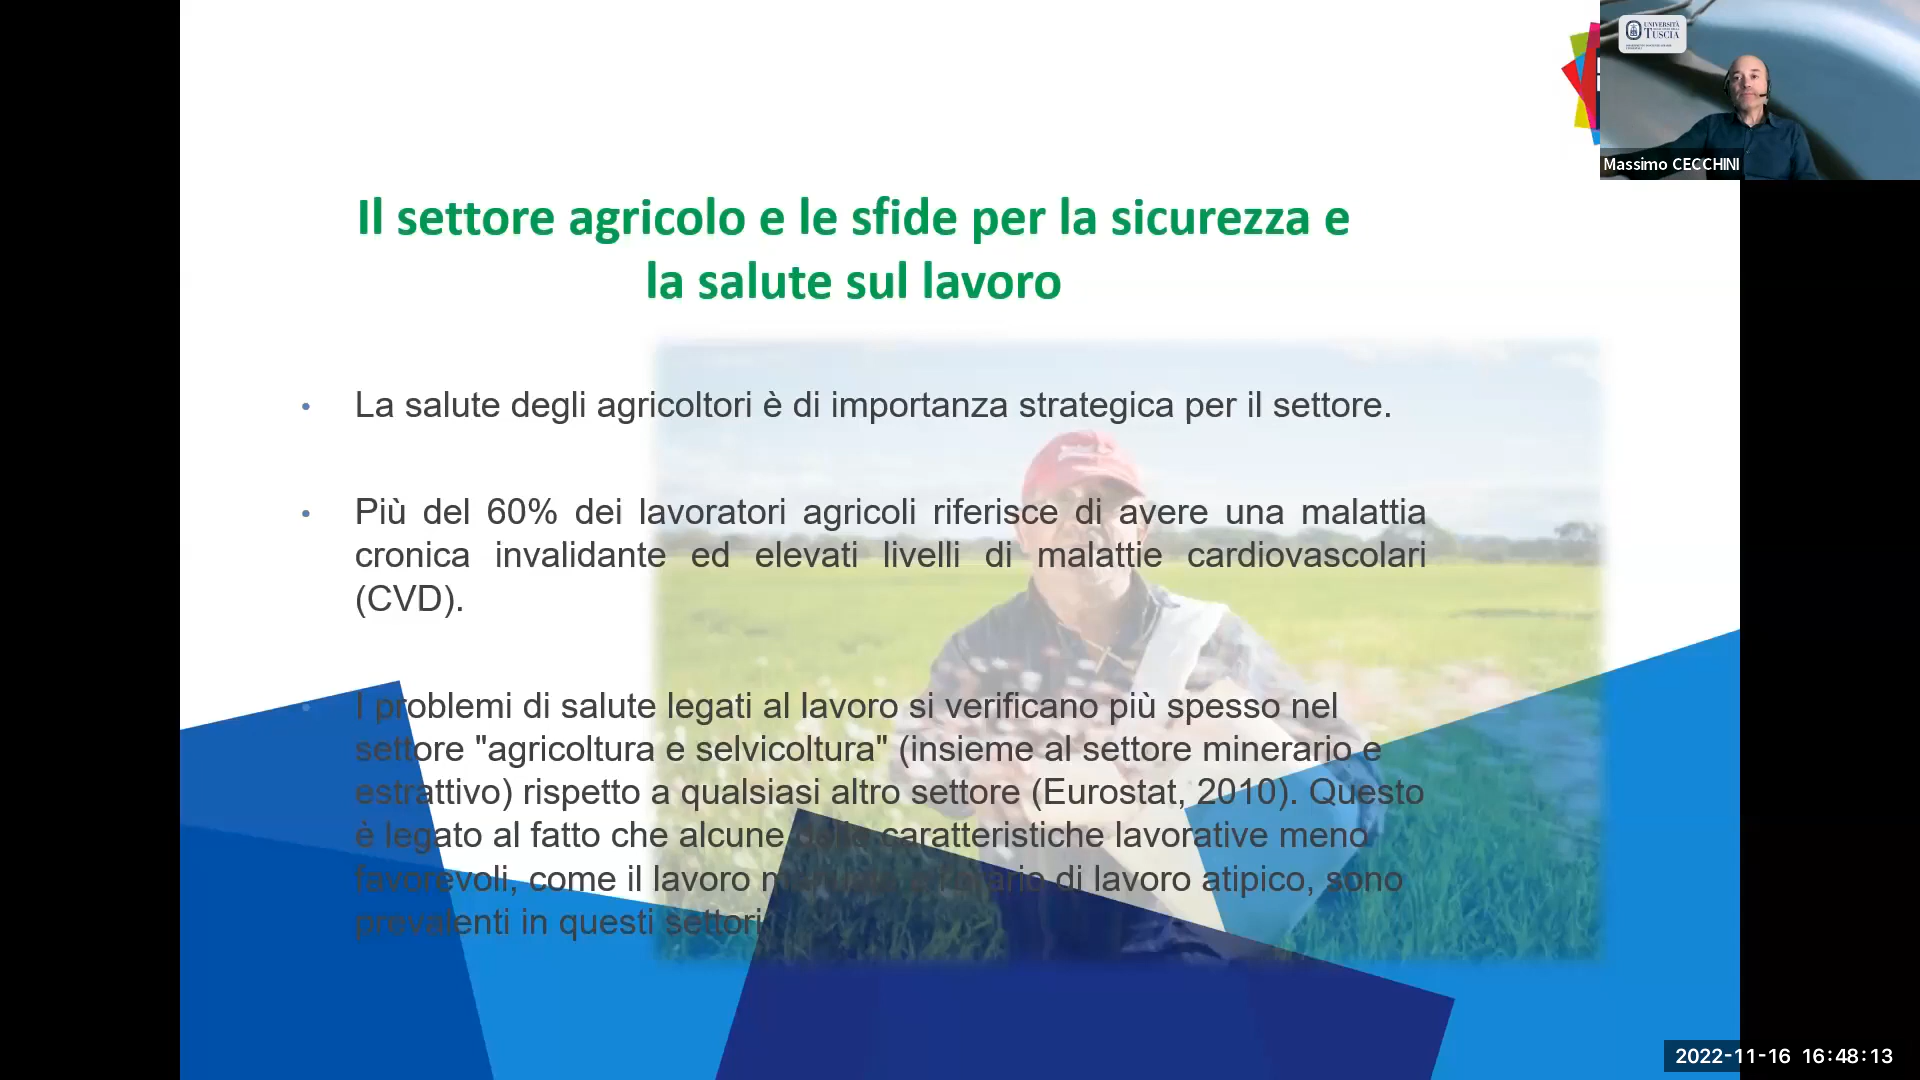 UNIVERSITÀ
TUSCIA
Massimo CECCHINI
Il settore agricolo e le sfide per la sicurezza e
la salute sul lavoro
• La salute degli agricoltori è di importanza strategica per il settore.
• Più del 60% dei lavoratori agricoli riferisce di avere una malattia
cronica invalidante ed elevati livelli di malattie cardiovascolari
(CVD).
• I problemi di salute legati al lavoro si verificano più spesso nel
settore "agricoltura e selvicoltura" (insieme al settore minerario e
estrattivo) rispetto a qualsiasi altro settore (Eurostat, 2010). Questo
è legato al fatto che alcune delle caratteristiche lavorative meno
favorevoli, come il lavoro orario di lavoro atipico, sono
prevalenti in questi settori
2022-11-16 16:48:13